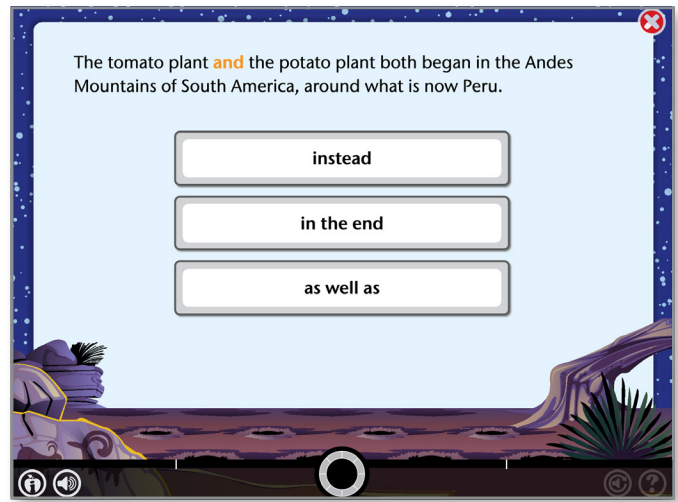 The tomato plant and the potato plant both began in the Andes
Mountains of South America, around what is now Peru.
instead
in the end
as well as